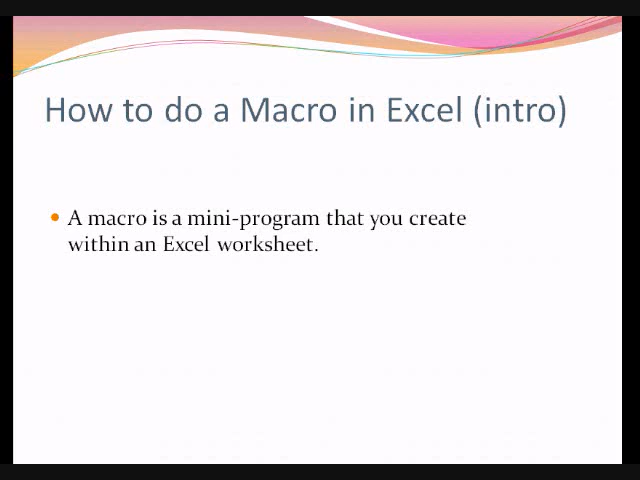 How to do a Macro in Excel (intro)
A macro is a mini-program that you create
within an Excel worksheet.